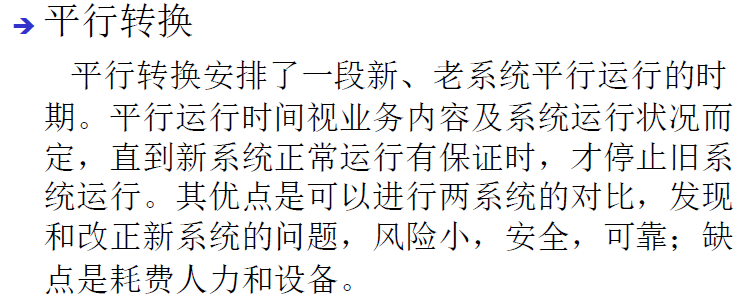 平行转换
平行转换安排了一段新、老系统平行运行的时
期。平行运行时间视业务内容及系统运行状况而
定，直到新系统正常运行有保证时，才停止旧系
统运行。其优点是可以进行两系统的对比，发现
和改正新系统的问题，风险小，安全，可靠；缺
点是耗费人力和设备。